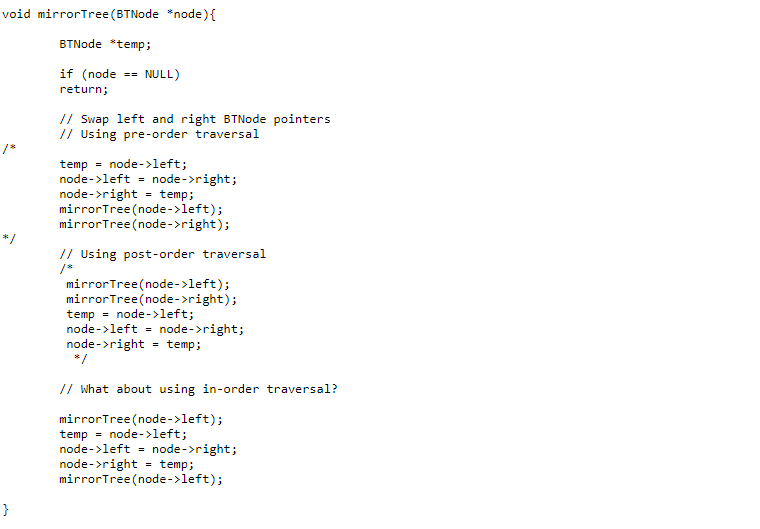 void mirrorTree(BTNode *node){
BTNode *temp;
if (node == NULL)
return;
// Swap left and right BTNode pointers
// Using pre-order traversal
/*
temp = node->left;
node->left = node->right;
node->right = temp;
mirrorTree(node->left);
mirrorTree(node->right);
*/
// Using post-order traversal
/*
mirrorTree(node->left);
mirrorTree(node->right);
temp = node->left;
node->left = node->right;
node->right = temp;
*/
// What about using in-order traversal?
mirrorTree(node->left);
temp = node->left;
node->left = node->right;
node->right = temp;
mirrorTree(node->left);
}